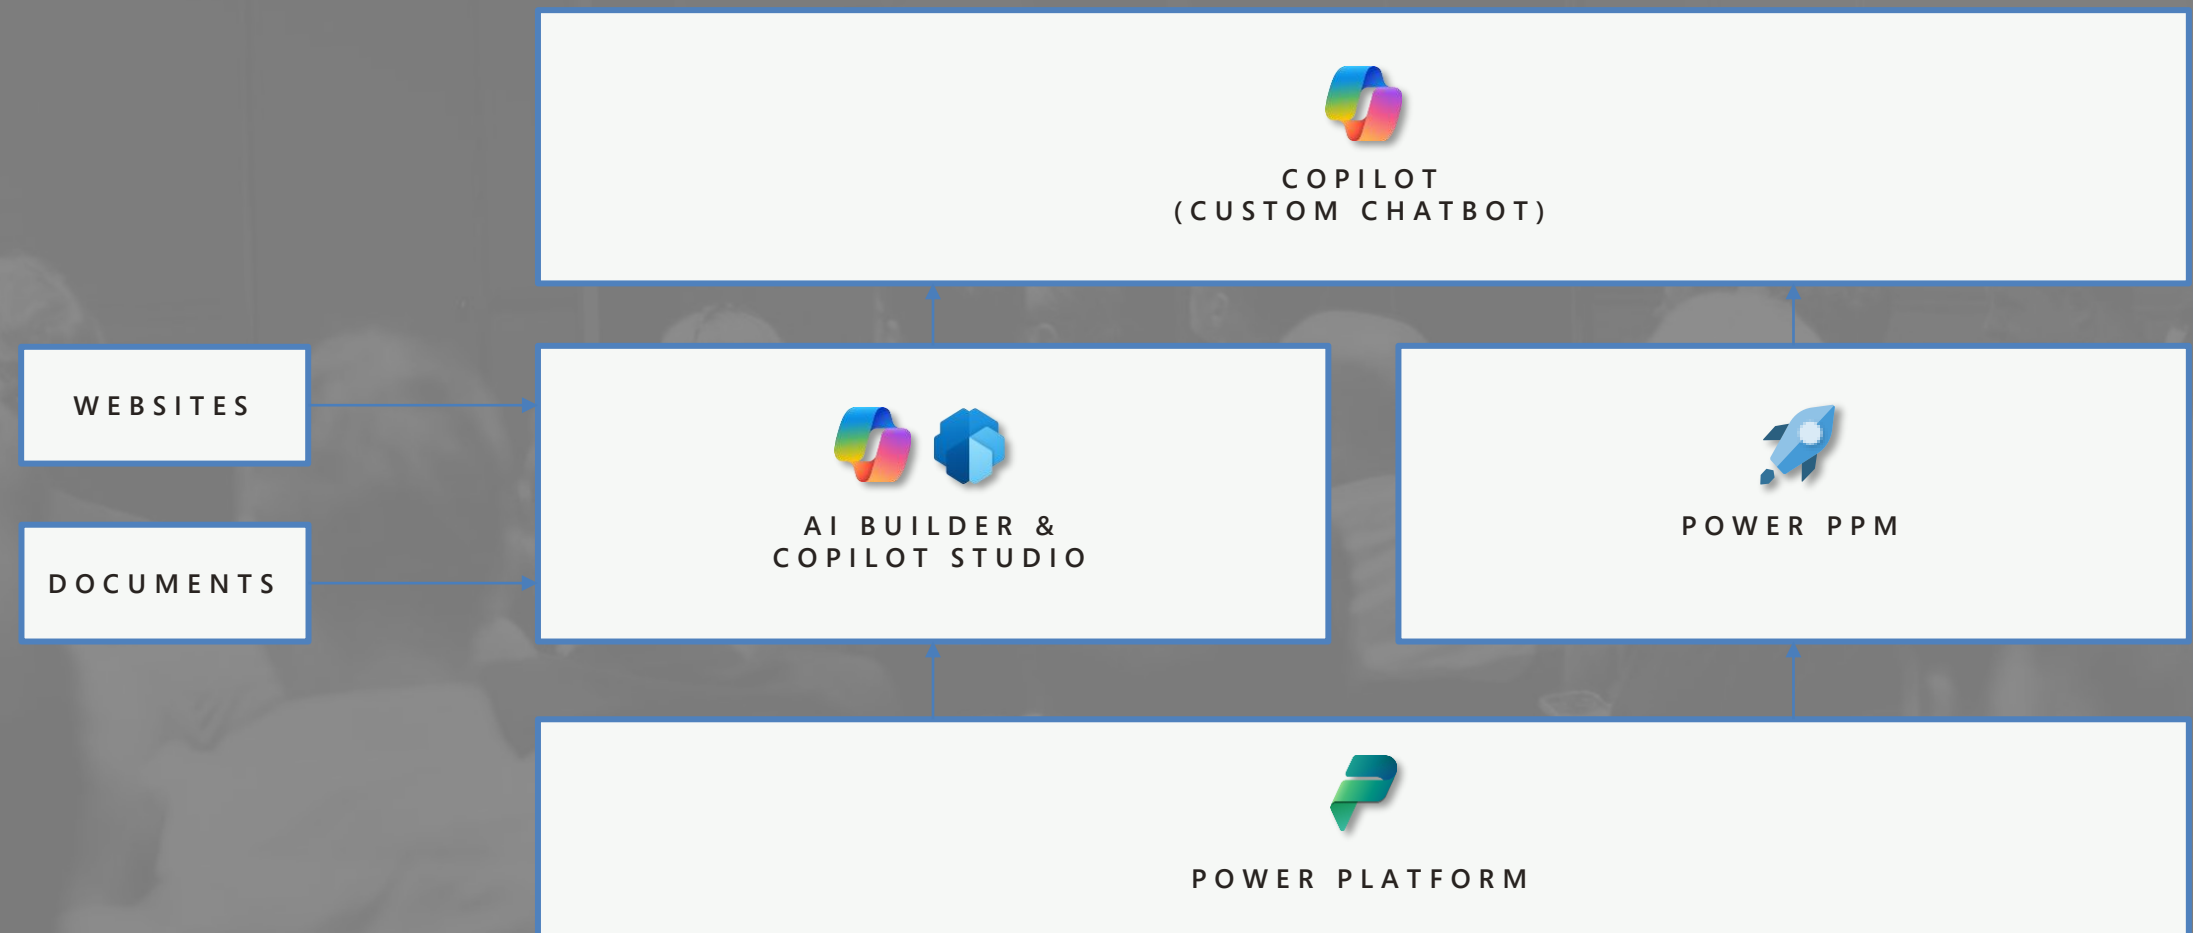 COPILOT
(CUSTOM CHATBOT)
WEBSITES
DOCUMENTS
AI BUILDER &
COPILOT STUDIO
POWER PPM
POWER PLATFORM